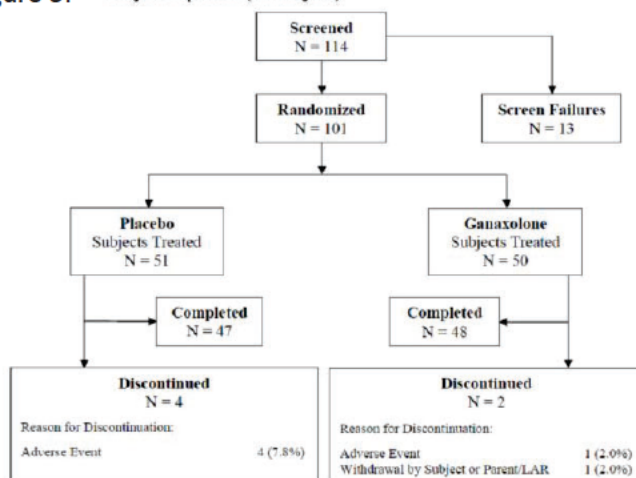 Screened
N = 114
Randomized
N = 101
Screen Failures
N = 13
Placebo
Subjects Treated
N = 51
Ganaxolone
Subjects Treated
N = 50
Completed
N = 47
Completed
N = 48
Discontinued
N = 4
Reason for Discontinuation:
Adverse Event 4 (7.8%)
Discontinued
N = 2
Reason for Discontinuation:
Adverse Event 1 (2.0%)
Withdrawal by Subject or Parent/LAR 1 (2.0%)